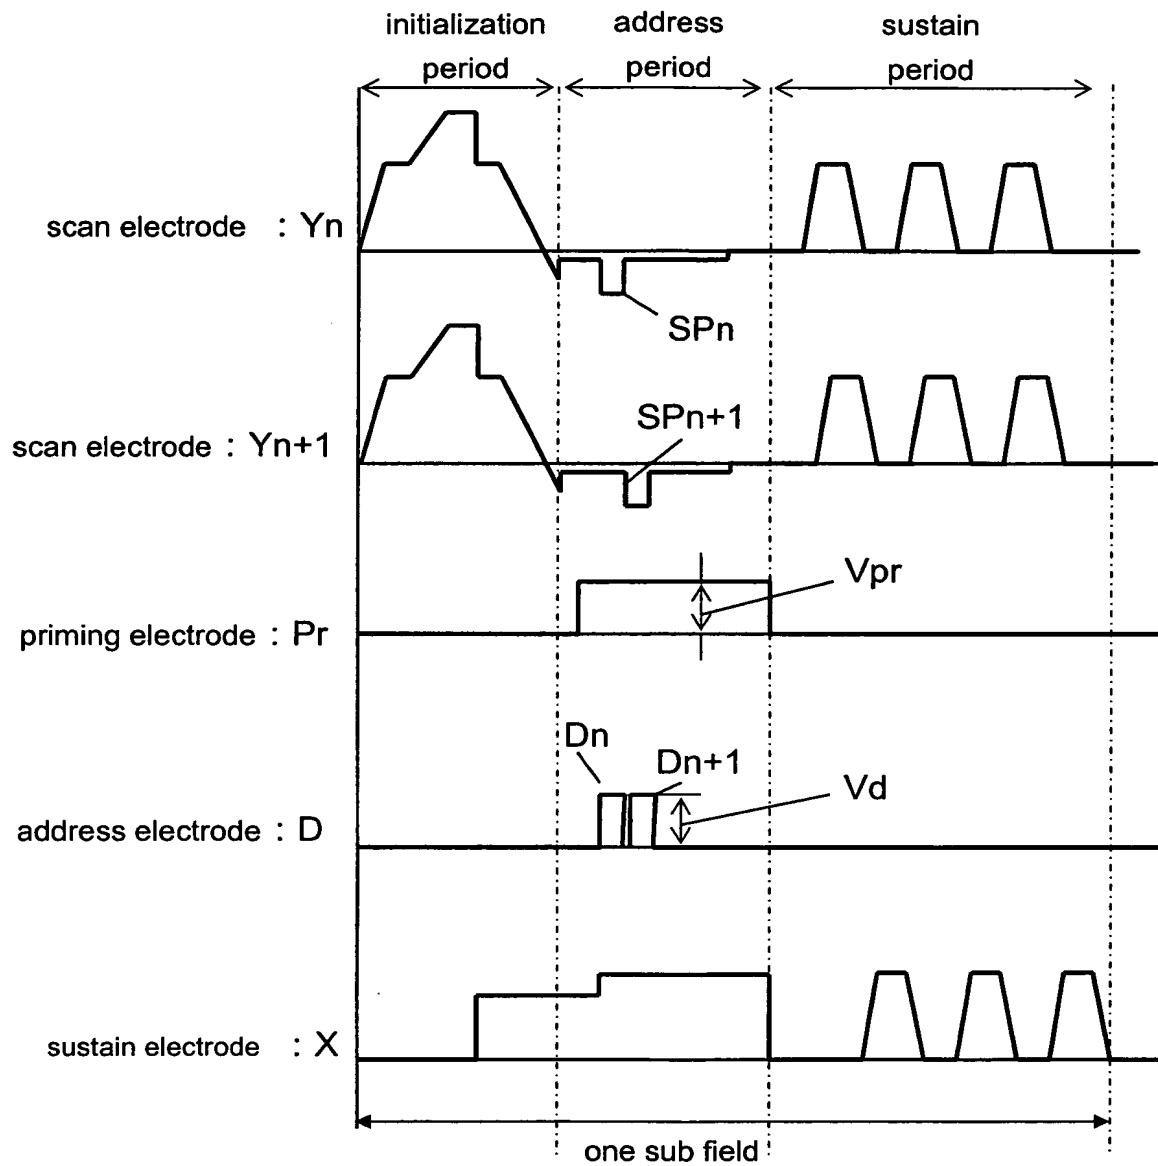 initialization period
address period
sustain period
scan electrode : Yn
SPn
SPn+1
scan electrode : Yn+1
Vpr
priming electrode : Pr
Dn
Dn+1
Vd
address electrode : D
sustain electrode : X
one sub field